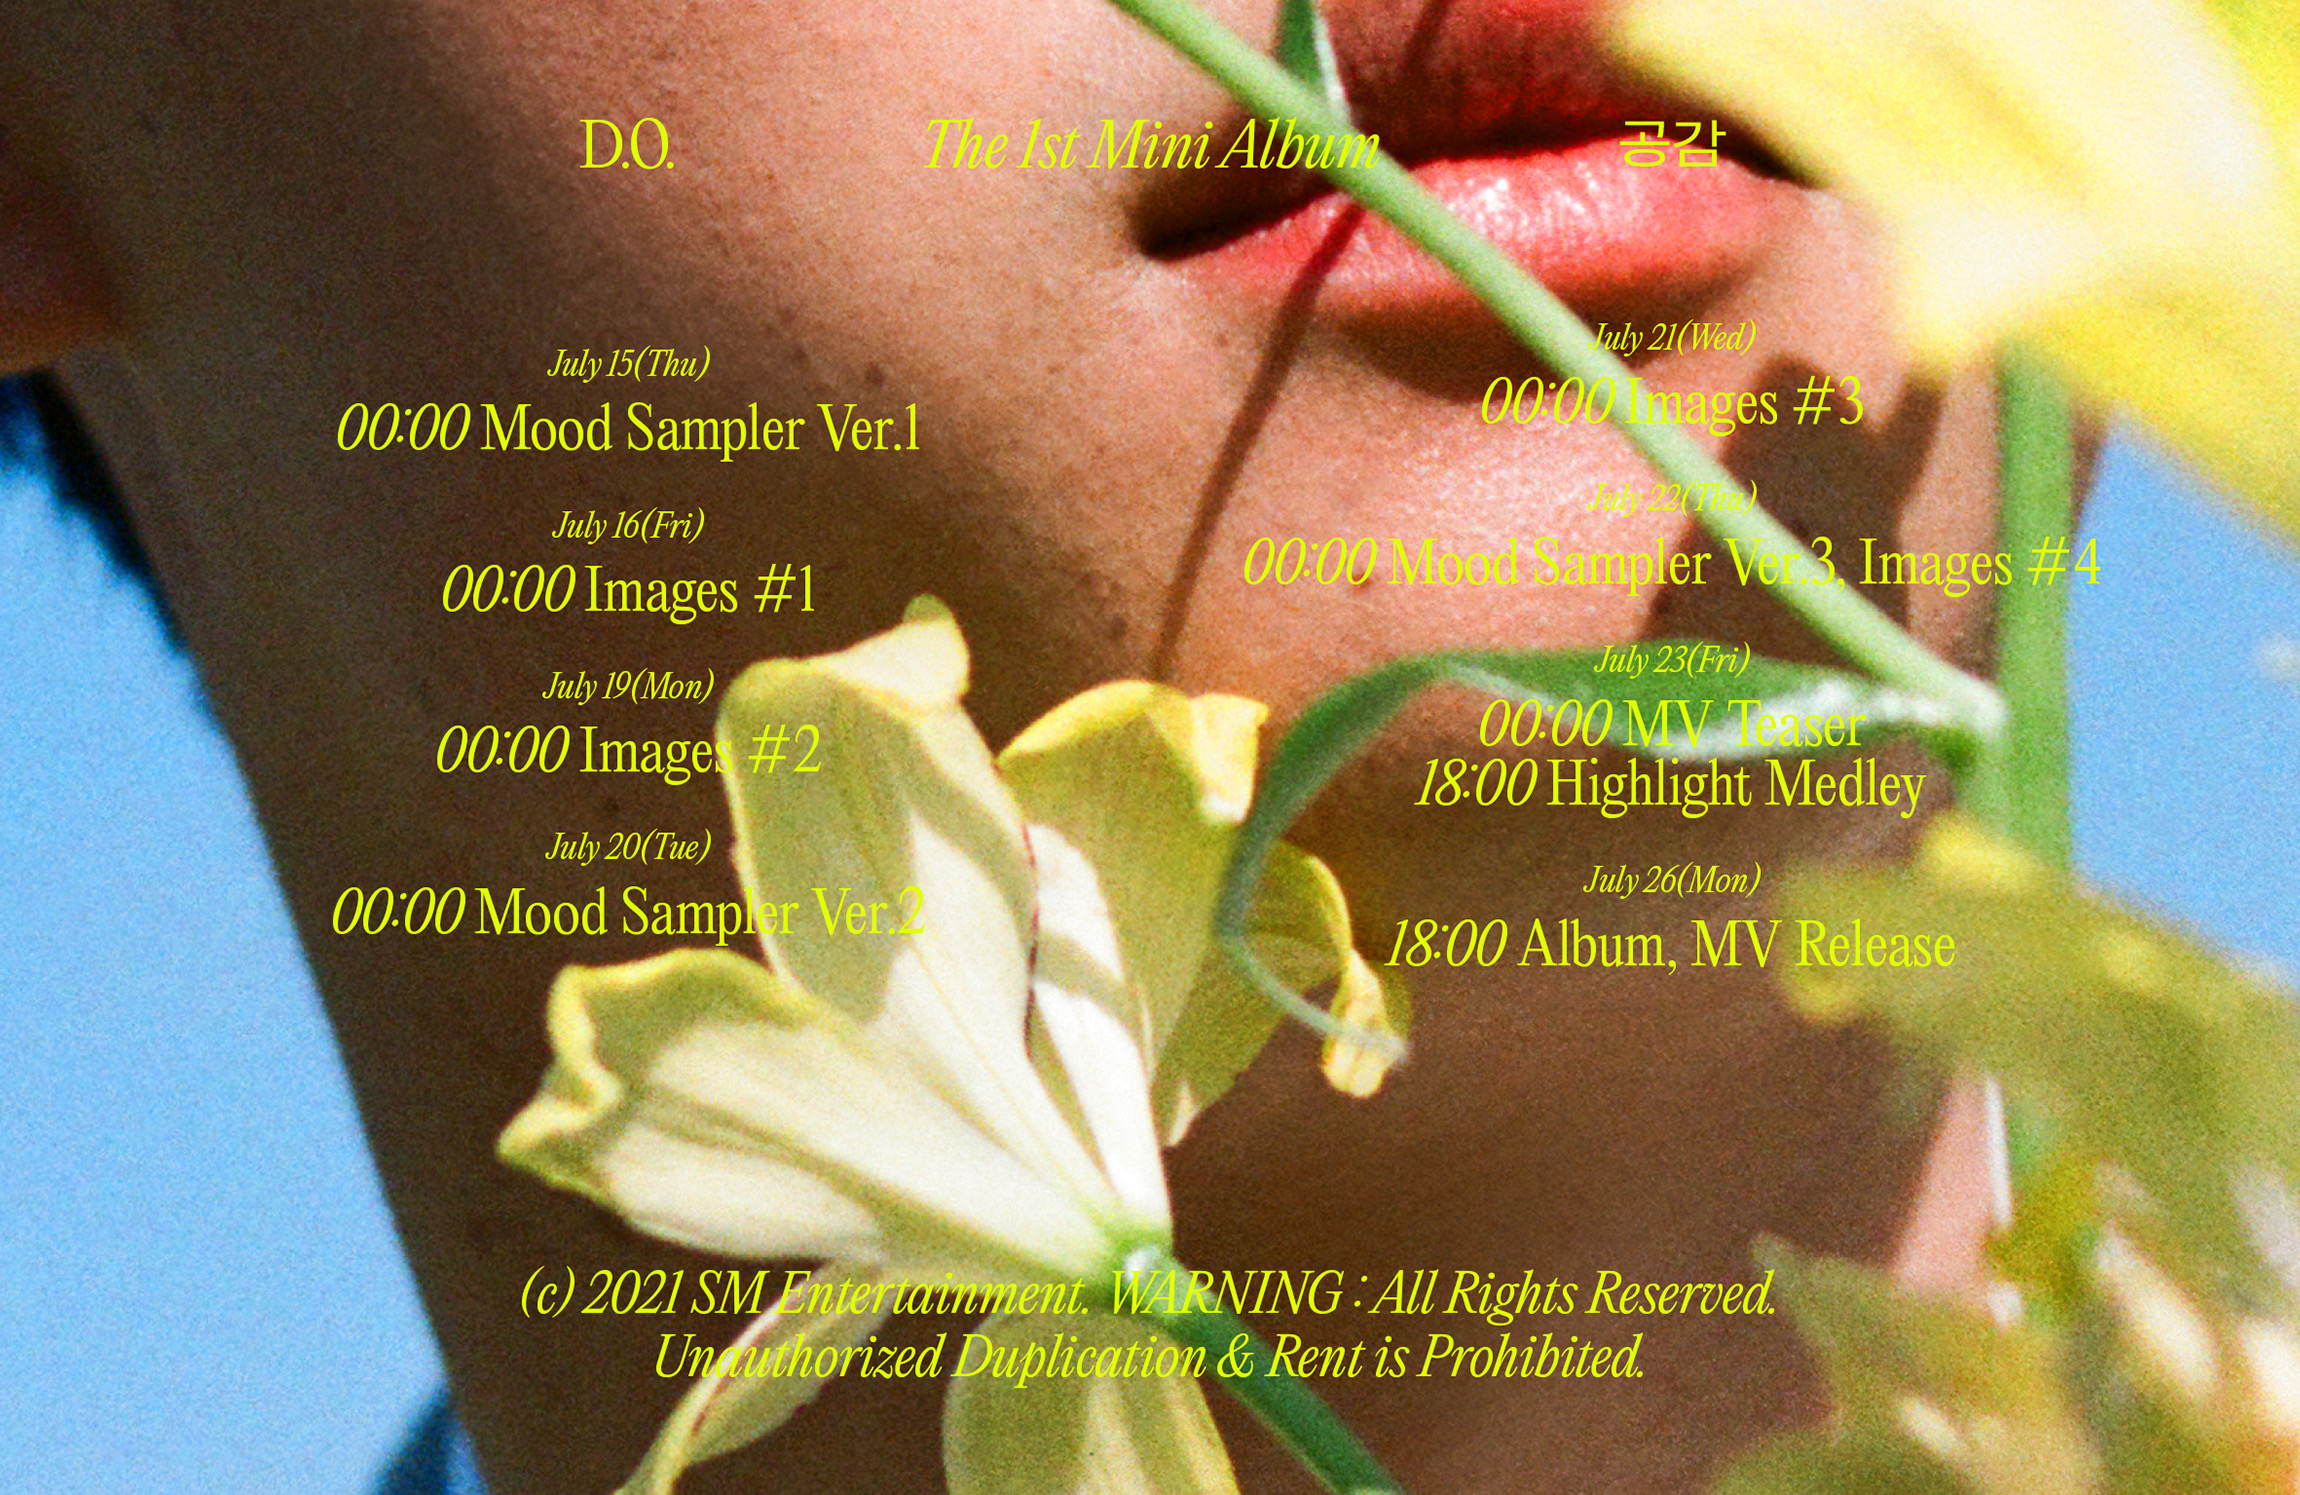 D.O. The 1st Mini Album 공감
July 15(Thu)
00:00 Mood Sampler Ver.1
July 16(Fri)
00:00 Images #1
July 19(Mon)
00:00 Images #2
July 20(Tue)
00:00 Mood Sampler Ver.2
July 21(Wed)
00:00 Images #3
July 22(Thu)
00:00 Mood Sampler Ver.3, Images #4
July 23(Fri)
00:00 MV Teaser
18:00 Highlight Medley
July 26(Mon)
18:00 Album, MV Release
(c) 2021 SM Entertainment. WARNING : All Rights Reserved.
Unauthorized Duplication & Rent is Prohibited.